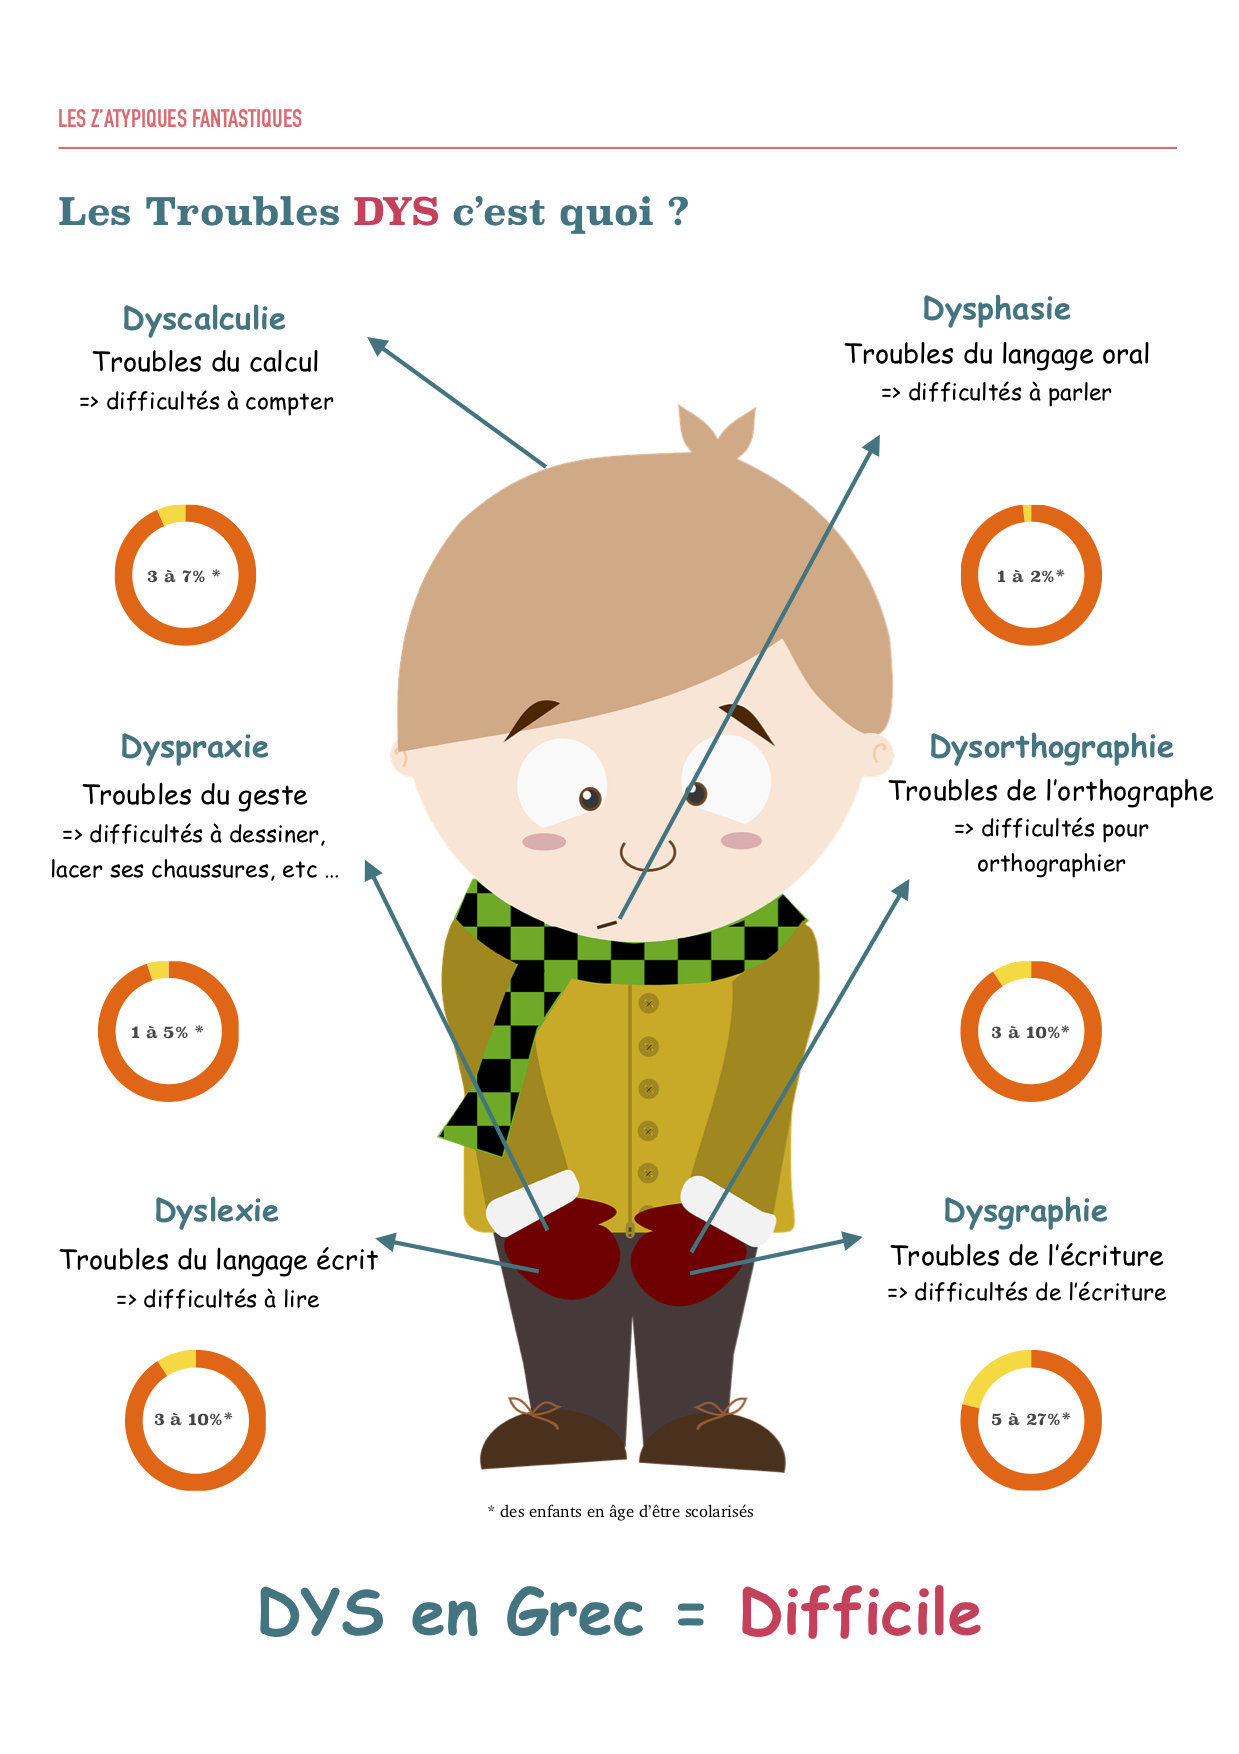 LES Z'ATYPIQUES FANTASTIQUES
Les Troubles DYS c'est quoi ?
Dyscalculie
Troubles du calcul
=> difficultés à compter
3 à 7% *
Dysphasie
Troubles du langage oral
=> difficultés à parler
1 à 2%*
Dyspraxie
Troubles du geste
=> difficultés à dessiner,
lacer ses chaussures, etc ...
1 à 5% *
Dysorthographie
Troubles de l'orthographe
=> difficultés pour
orthographier
3 à 10%*
Dyslexie
Troubles du langage écrit
=> difficultés à lire
3 à 10%*
Dysgraphie
Troubles de l'écriture
=> difficultés de l'écriture
5 à 27%*
* des enfants en âge d'être scolarisés
DYS en Grec = Difficile